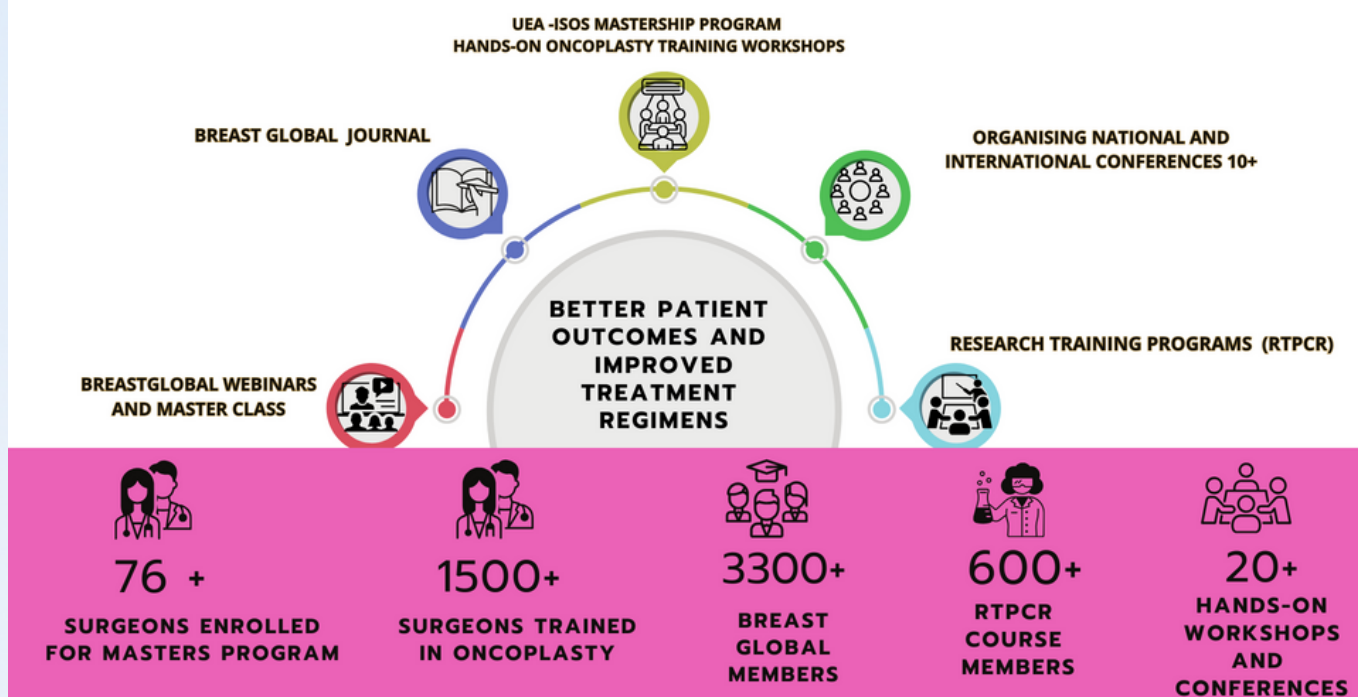 UEA -ISOS MASTERSHIP PROGRAM
HANDS-ON ONCOPLASTY TRAINING WORKSHOPS
BREAST GLOBAL JOURNAL
ORGANISING NATIONAL AND
INTERNATIONAL CONFERENCES 10+
BREASTGLOBAL WEBINARS
AND MASTER CLASS
BETTER PATIENT
OUTCOMES AND
IMPROVED
TREATMENT
REGIMENS
RESEARCH TRAINING PROGRAMS (RTPCR)
76 +
SURGEONS ENROLLED
FOR MASTERS PROGRAM
1500+
SURGEONS TRAINED
IN ONCOPLASTY
3300+
BREAST
GLOBAL
MEMBERS
600+
RTPCR
COURSE
MEMBERS
20+
HANDS-ON
WORKSHOPS
AND
CONFERENCES